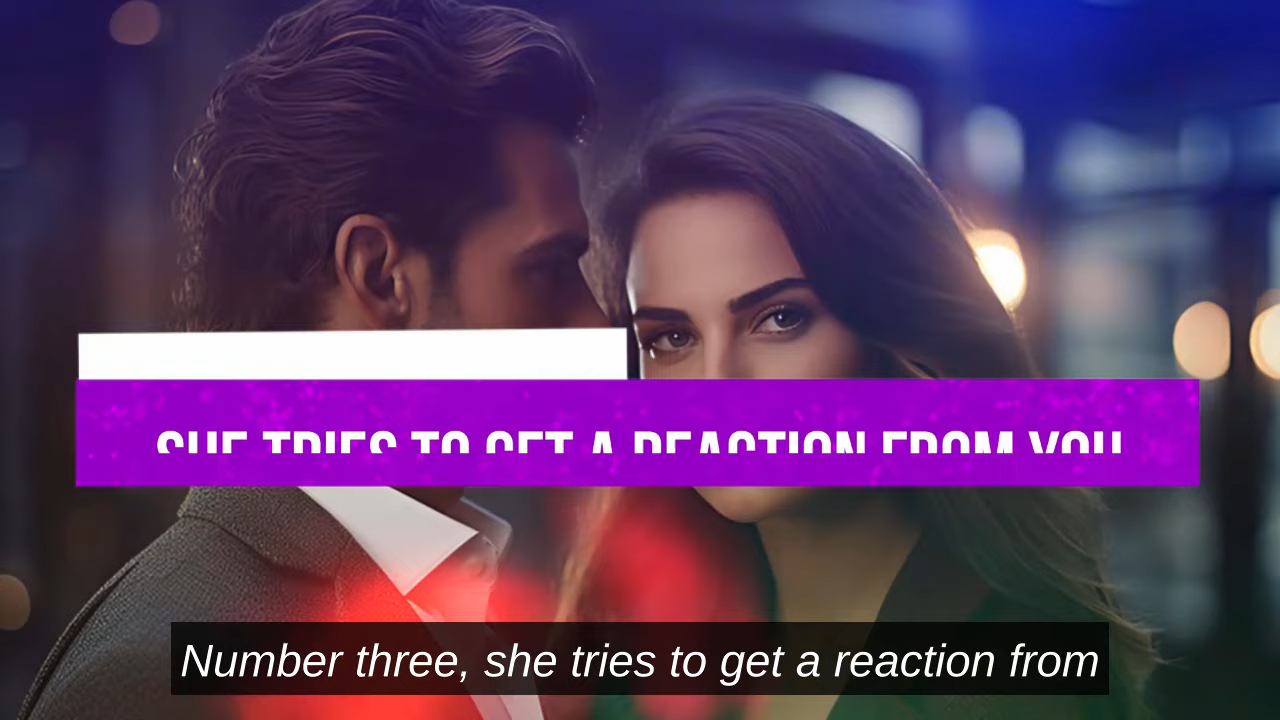 SHE TRIES TO GET A REACTION FROM YOU
Number three, she tries to get a reaction from